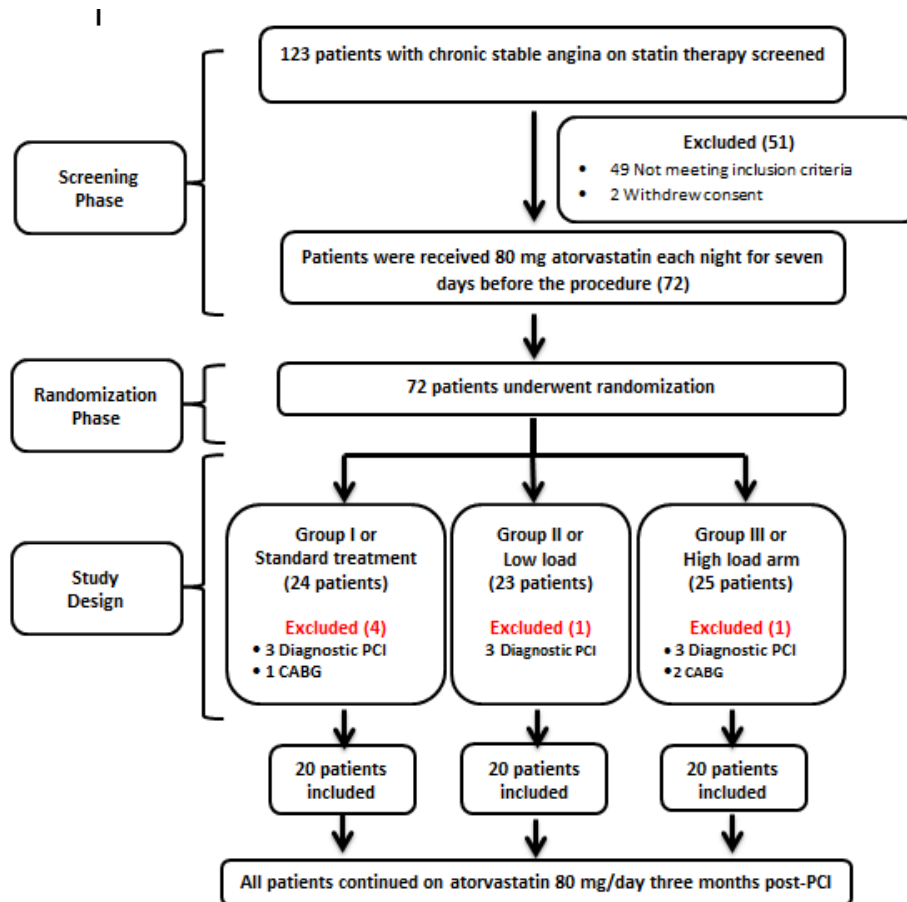 I
123 patients with chronic stable angina on statin therapy screened
Excluded (51)
• 49 Not meeting inclusion criteria
• 2 Withdrew consent
Screening
Phase
Patients were received 80 mg atorvastatin each night for seven
days before the procedure (72)
Randomization
Phase
72 patients underwent randomization
Study
Design
Group I or
Standard treatment
(24 patients)
Excluded (4)
• 3 Diagnostic PCI
• 1 CABG
Group II or
Low load
(23 patients)
Excluded (1)
3 Diagnostic PCI
Group III or
High load arm
(25 patients)
Excluded (1)
• 3 Diagnostic PCI
• 2 CABG
20 patients
included
20 patients
included
20 patients
included
All patients continued on atorvastatin 80 mg/day three months post-PCI